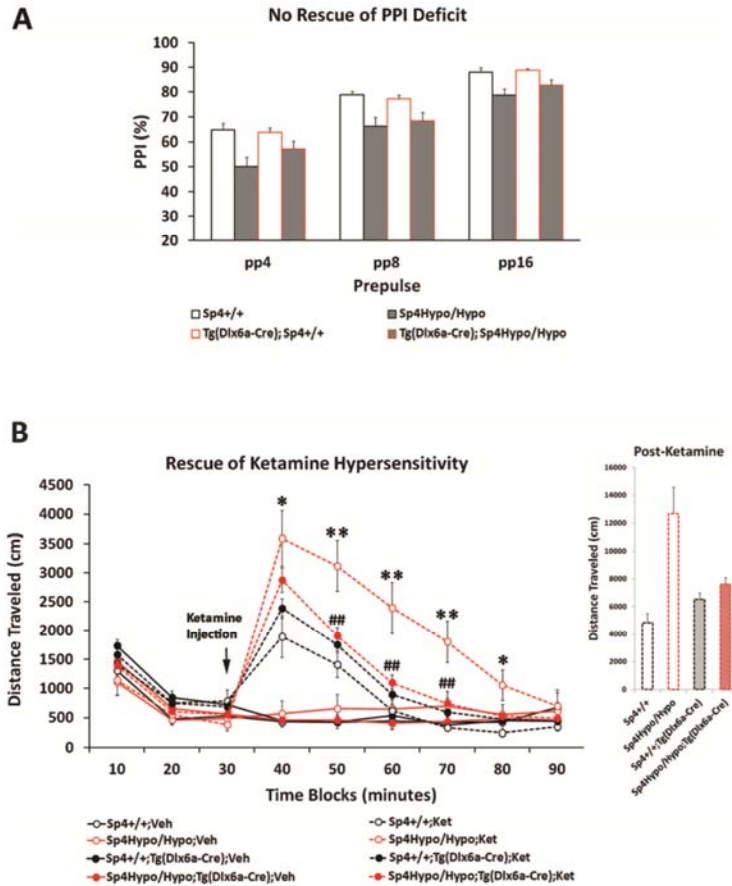 A
No Rescue of PPI Deficit
100
90
80
70
60
50
40
30
20
PPI (%)
pp4 pp8 pp16
Prepulse
Sp4+/+ Sp4Hypo/Hypo
Tg(Dlx6a-Cre); Sp4+/+ Tg(Dlx6a-Cre); Sp4Hypo/Hypo
B
Rescue of Ketamine Hypersensitivity
4500
4000
3500
3000
2500
2000
1500
1000
500
0
Distance Traveled (cm)
Ketamine
Injection
* ** ** ** *
## ## ##
10 20 30 40 50 60 70 80 90
Time Blocks (minutes)
Sp4+/+;Veh Sp4+/+;Ket
Sp4Hypo/Hypo;Veh Sp4Hypo/Hypo;Ket
Sp4+/+;Tg(Dlx6a-Cre);Veh Sp4+/+;Tg(Dlx6a-Cre);Ket
Sp4Hypo/Hypo;Tg(Dlx6a-Cre);Veh Sp4Hypo/Hypo;Tg(Dlx6a-Cre);Ket
Post-Ketamine
16000
14000
12000
10000
8000
6000
4000
2000
0
Distance Traveled (cm)
Sp4+/+
Sp4Hypo/Hypo
Sp4+/+;Tg(Dlx6a-Cre)
Sp4Hypo/Hypo;Tg(Dlx6a-Cre)